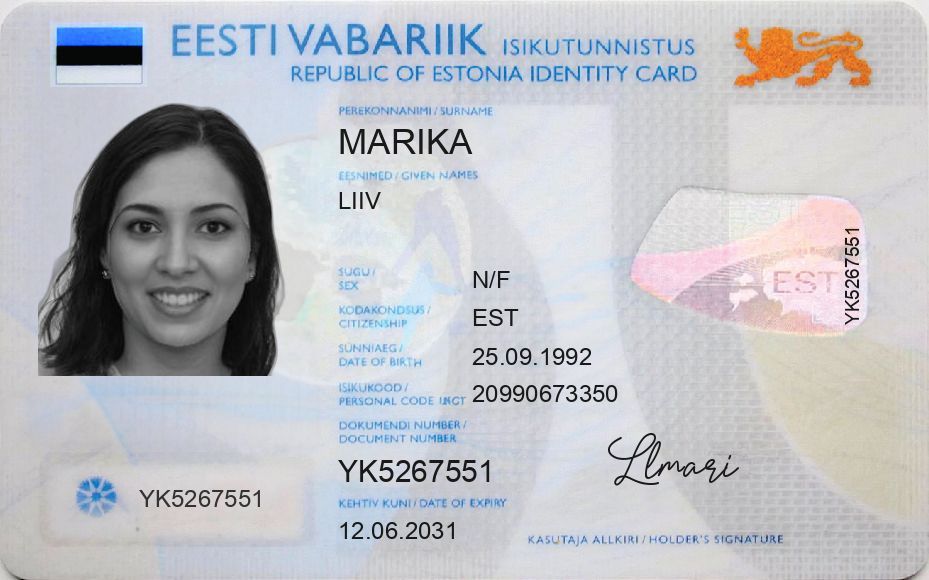 EESTI VABARIIK ISIKUTUNNISTUS
REPUBLIC OF ESTONIA IDENTITY CARD
PEREKONNANIMI / SURNAME
MARIKA
EESNIMED / GIVEN NAMES
LIIV
SUGU /
SEX
N/F
KODAKONDSUS /
CITIZENSHIP
EST
SÜNNIAEG /
DATE OF BIRTH
25.09.1992
ISIKUKOOD /
PERSONAL CODE
20990673350
DOKUMENDI NUMBER /
DOCUMENT NUMBER
YK5267551
KEHTIV KUNI / DATE OF EXPIRY
12.06.2031
YK5267551
EST
YK5267551
Llmari
KASUTAJA ALLKIRI / HOLDER'S SIGNATURE